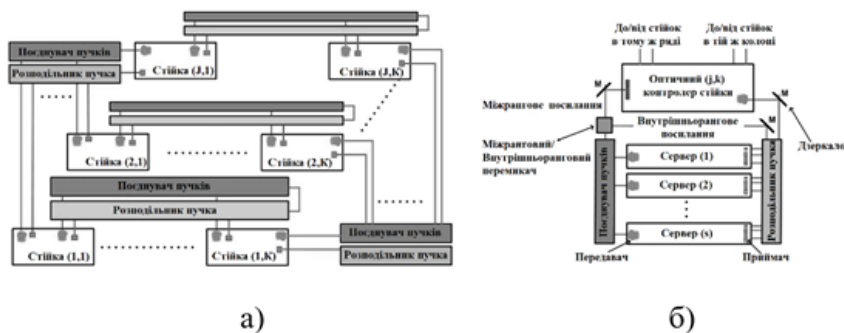 Поєднувач пучків
Розподільник пучка
Стійка (J,1)
Стійка (J,K)
Стійка (2,1)
Стійка (2,K)
Поєднувач пучків
Розподільник пучка
Стійка (1,1)
Стійка (1,K)
Поєднувач пучків
Розподільник пучка
а)
До/від стійок
в тому ж ряді
До/від стійок
в тій ж колоні
М
Оптичний (j,k)
контролер стійки
М
Міжрангове посилання
Внутрішньорангове
посилання
М
Дзеркало
Міжранговий/
Внутрішньоранговий
перемикач
Поєднувач пучків
Сервер (1)
Сервер (2)
Сервер (s)
Розподільник пучка
Передавач
Приймач
б)